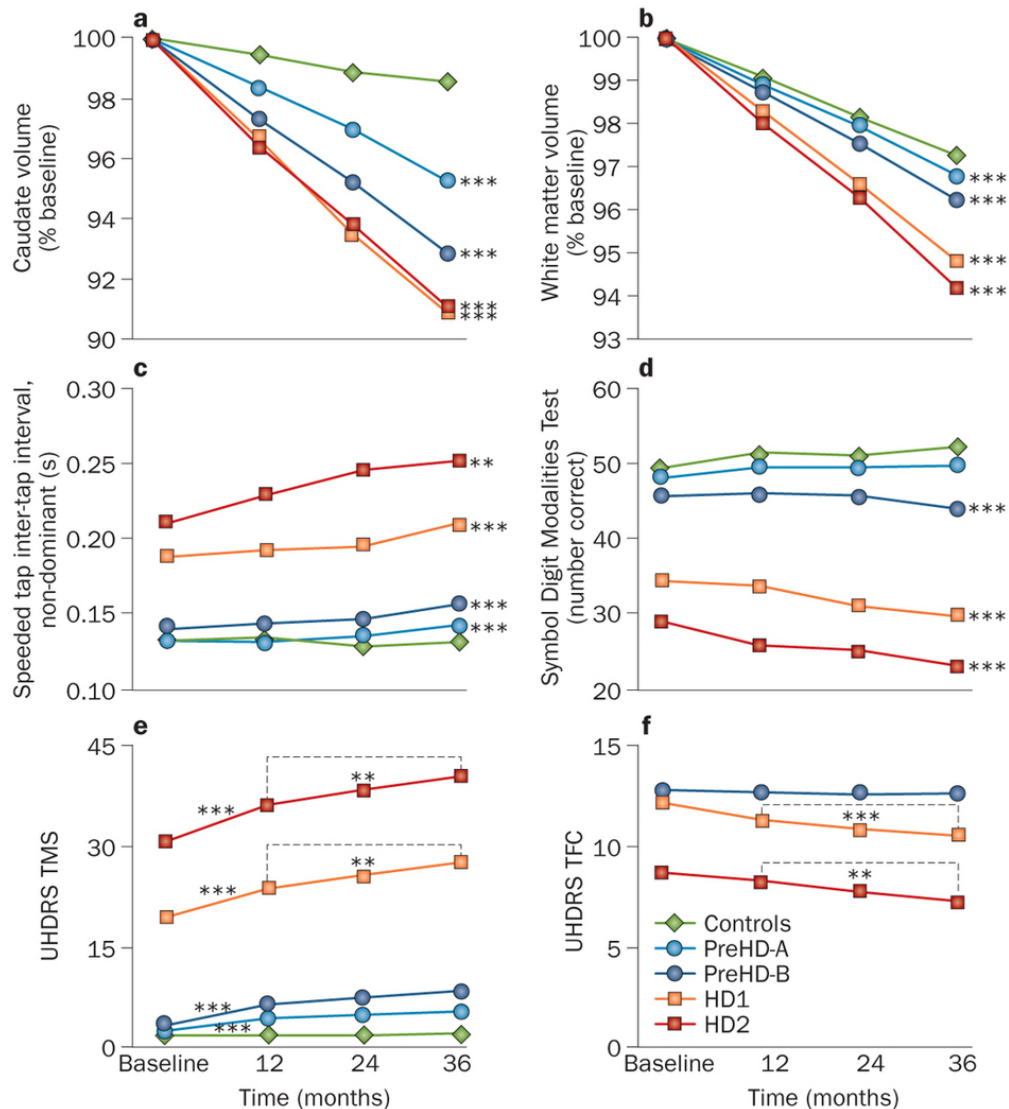 a
Caudate volume
(% baseline)
100
98
96
94
91
90
***
***
***
***
b
White matter volume
(% baseline)
100
99
98
97
96
95
94
93
***
***
***
***
c
Speeded tap inter-tap interval,
non-dominant (s)
0.30
0.25
0.20
0.15
0.10
**
***
***
***
d
Symbol Digit Modalities Test
(number correct)
60
50
40
30
20
***
***
***
e
UHDRS TMS
45
30
15
0
***
**
***
**
***
***
Baseline
12
24
36
Time (months)
f
UHDRS TFC
15
10
5
0
***
**
Controls
PreHD-A
PreHD-B
HD1
HD2
Baseline
12
24
36
Time (months)